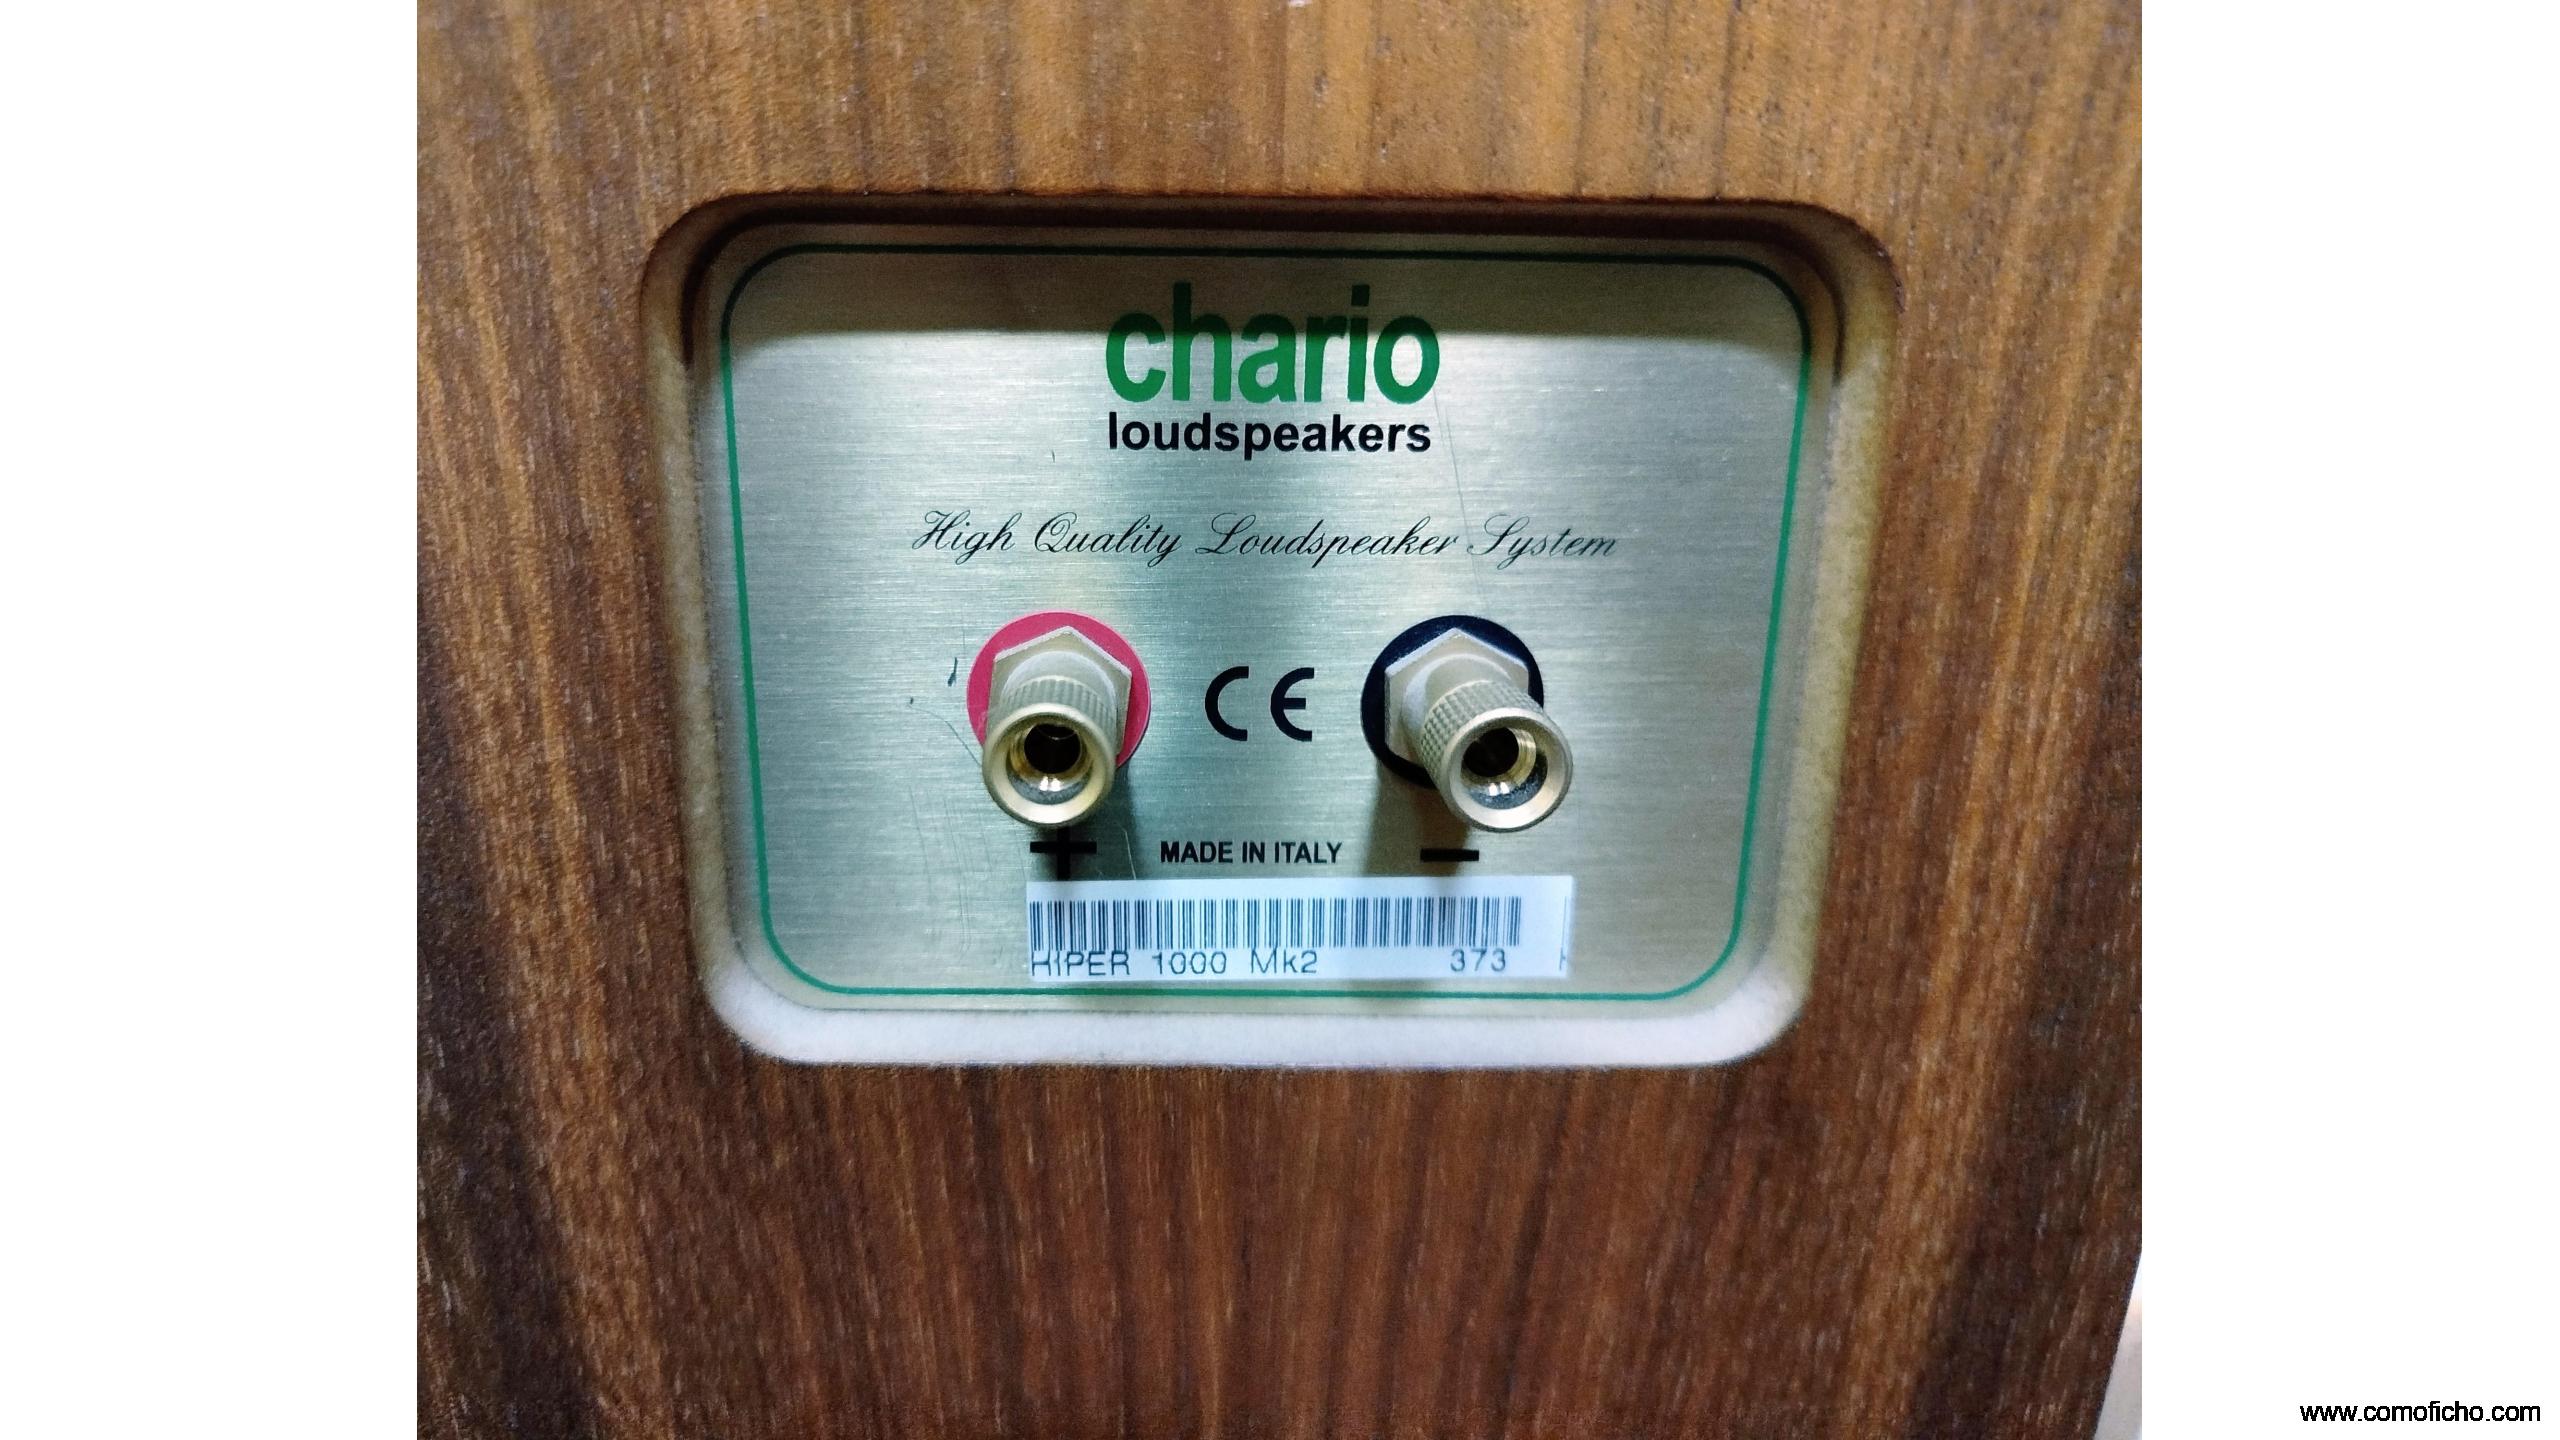 chario
loudspeakers
High Quality Loudspeaker System
CE
+ MADE IN ITALY -
HIPER 1000 Mk2 373
www.comoficho.com